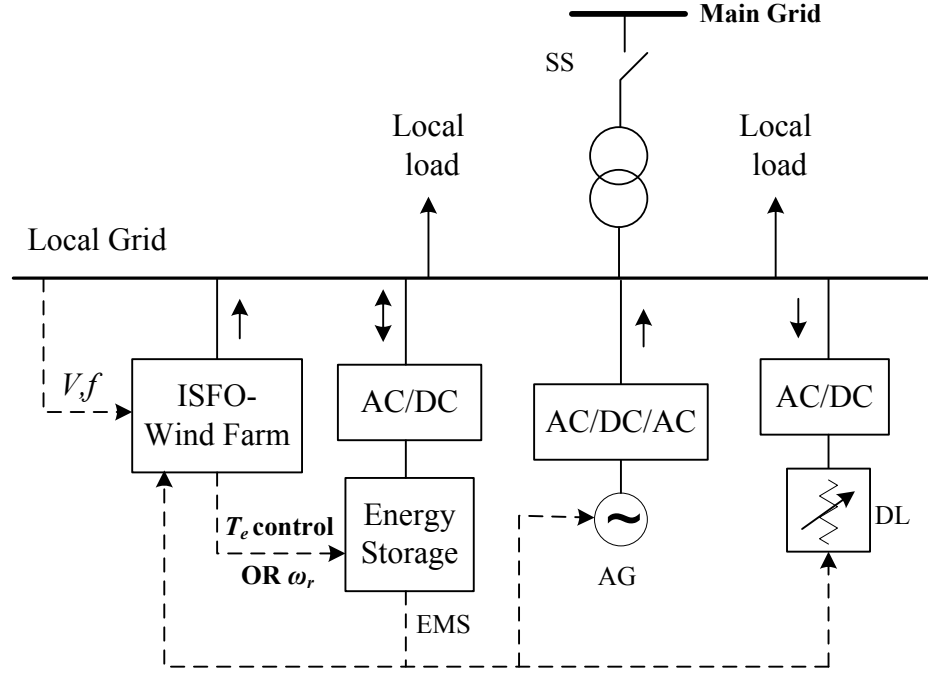 Main Grid
SS
Local
load
Local
load
Local Grid
V,f
ISFO-
Wind Farm
AC/DC
AC/DC/AC
AC/DC
Te control
OR ωr
Energy
Storage
~
AG
DL
EMS